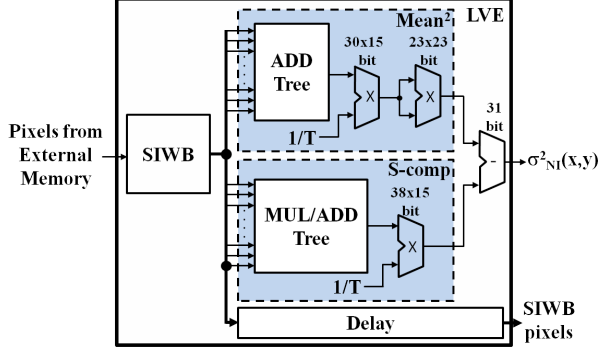 Mean²
LVE
30x15
bit
23x23
bit
ADD
Tree
X
X
1/T
31
bit
Pixels from
External
Memory
SIWB
-
σ²NI(x,y)
S-comp
38x15
bit
MUL/ADD
Tree
X
1/T
Delay
SIWB
pixels